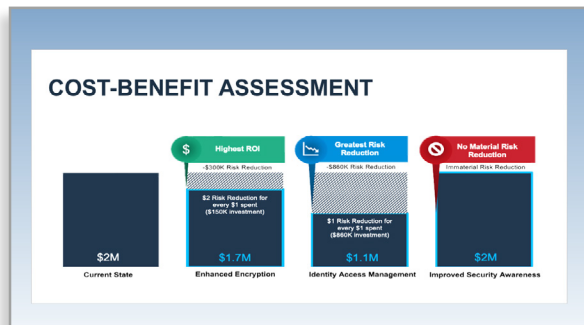 COST-BENEFIT ASSESSMENT
$
Highest ROI
-$300K Risk Reduction
$2 Risk Reduction for
every $1 spent
($150K investment)
Greatest Risk
Reduction
-$860K Risk Reduction
$1 Risk Reduction for
every $1 spent
($860K investment)
No Material Risk
Reduction
Immaterial Risk Reduction
$2M
$1.7M
$1.1M
$2M
Current State
Enhanced Encryption
Identity Access Management
Improved Security Awareness